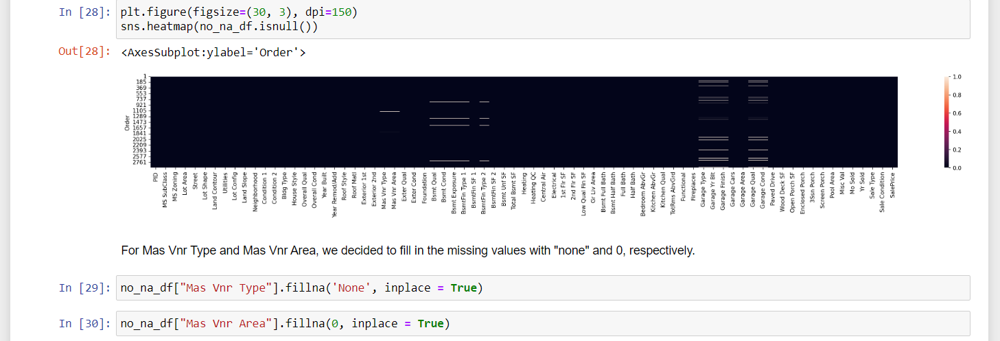 In [28]: plt.figure(figsize=(30, 3), dpi=150)
sns.heatmap(no_na_df.isnull())
Out[28]: <AxesSubplot:ylabel='Order'>
1
185
369
553
737
921
1105
1289
1473
1657
1841
2025
2209
2393
2577
2761
Order
PID
MS SubClass
MS Zoning
Lot Area
Street
Lot Shape
Land Contour
Utilities
Lot Config
Land Slope
Neighborhood
Condition 1
Condition 2
Bldg Type
House Style
Overall Qual
Overall Cond
Year Built
Year Remod/Add
Roof Style
Roof Matl
Exterior 1st
Exterior 2nd
Mas Vnr Type
Mas Vnr Area
Exter Qual
Exter Cond
Foundation
Bsmt Qual
Bsmt Cond
Bsmt Exposure
BsmtFin Type 1
BsmtFin SF 1
BsmtFin Type 2
BsmtFin SF 2
Bsmt Unf SF
Total Bsmt SF
Heating
Heating QC
Central Air
Electrical
1st Flr SF
2nd Flr SF
Low Qual Fin SF
Gr Liv Area
Bsmt Full Bath
Bsmt Half Bath
Full Bath
Half Bath
Bedroom AbvGr
Kitchen AbvGr
Kitchen Qual
TotRms AbvGrd
Functional
Fireplaces
Garage Type
Garage Yr Blt
Garage Finish
Garage Cars
Garage Area
Garage Qual
Garage Cond
Paved Drive
Wood Deck SF
Open Porch SF
Enclosed Porch
3Ssn Porch
Screen Porch
Pool Area
Misc Val
Mo Sold
Yr Sold
Sale Type
Sale Condition
SalePrice
1.0
0.8
0.6
0.4
0.2
0.0
For Mas Vnr Type and Mas Vnr Area, we decided to fill in the missing values with "none" and 0, respectively.
In [29]: no_na_df["Mas Vnr Type"].fillna('None', inplace = True)
In [30]: no_na_df["Mas Vnr Area"].fillna(0, inplace = True)